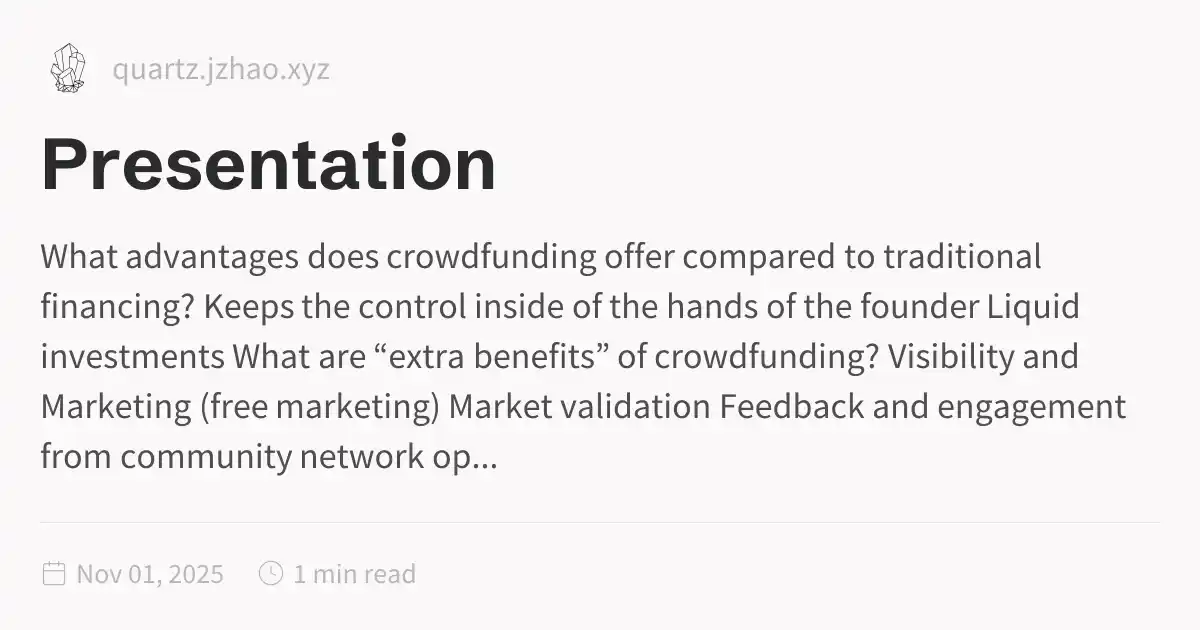 quartz.jzhao.xyz
Presentation
What advantages does crowdfunding offer compared to traditional
financing? Keeps the control inside of the hands of the founder Liquid
investments What are “extra benefits” of crowdfunding? Visibility and
Marketing (free marketing) Market validation Feedback and engagement
from community network op...
Nov 01, 2025 1 min read